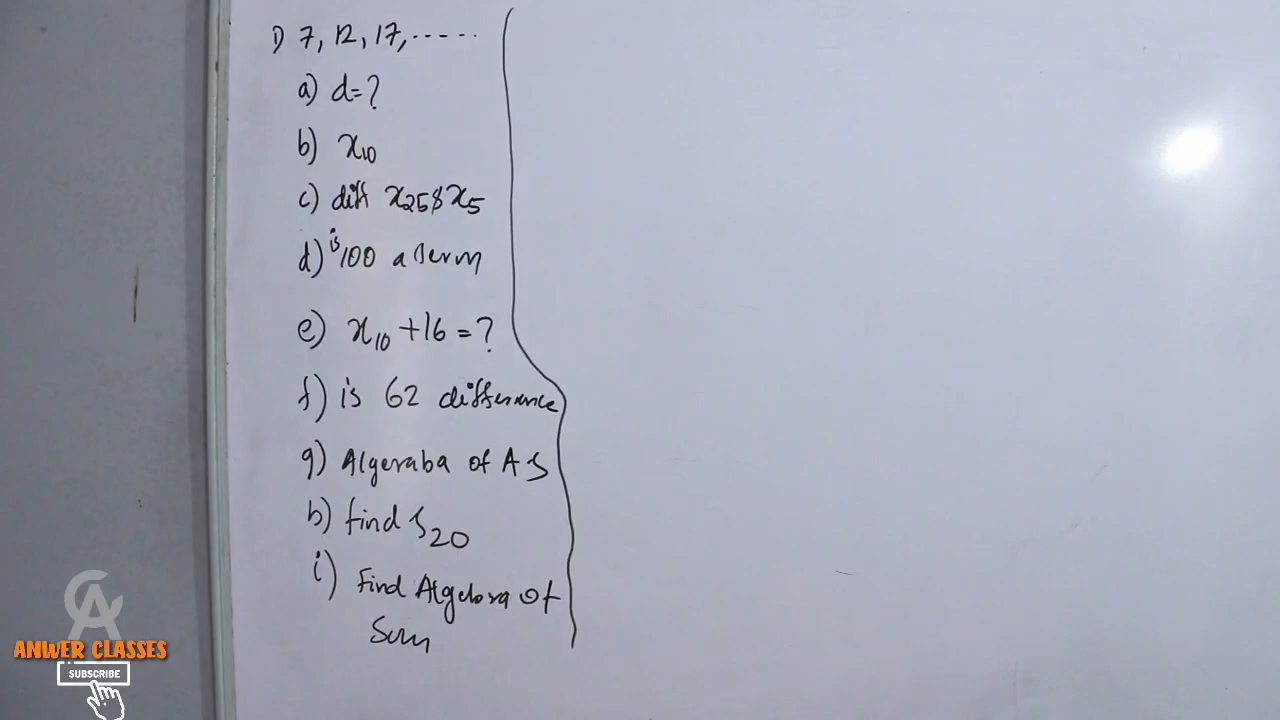 1) 7, 12, 17, -----
a) d=?
b) x10
c) diff x25 & x5
d) is 100 a term
e) x10 + 16 = ?
f) is 62 difference
g) Algeraba of A S
h) find S20
i) Find Algebra of
Sum
CA
ANWER CLASSES
SUBSCRIBE